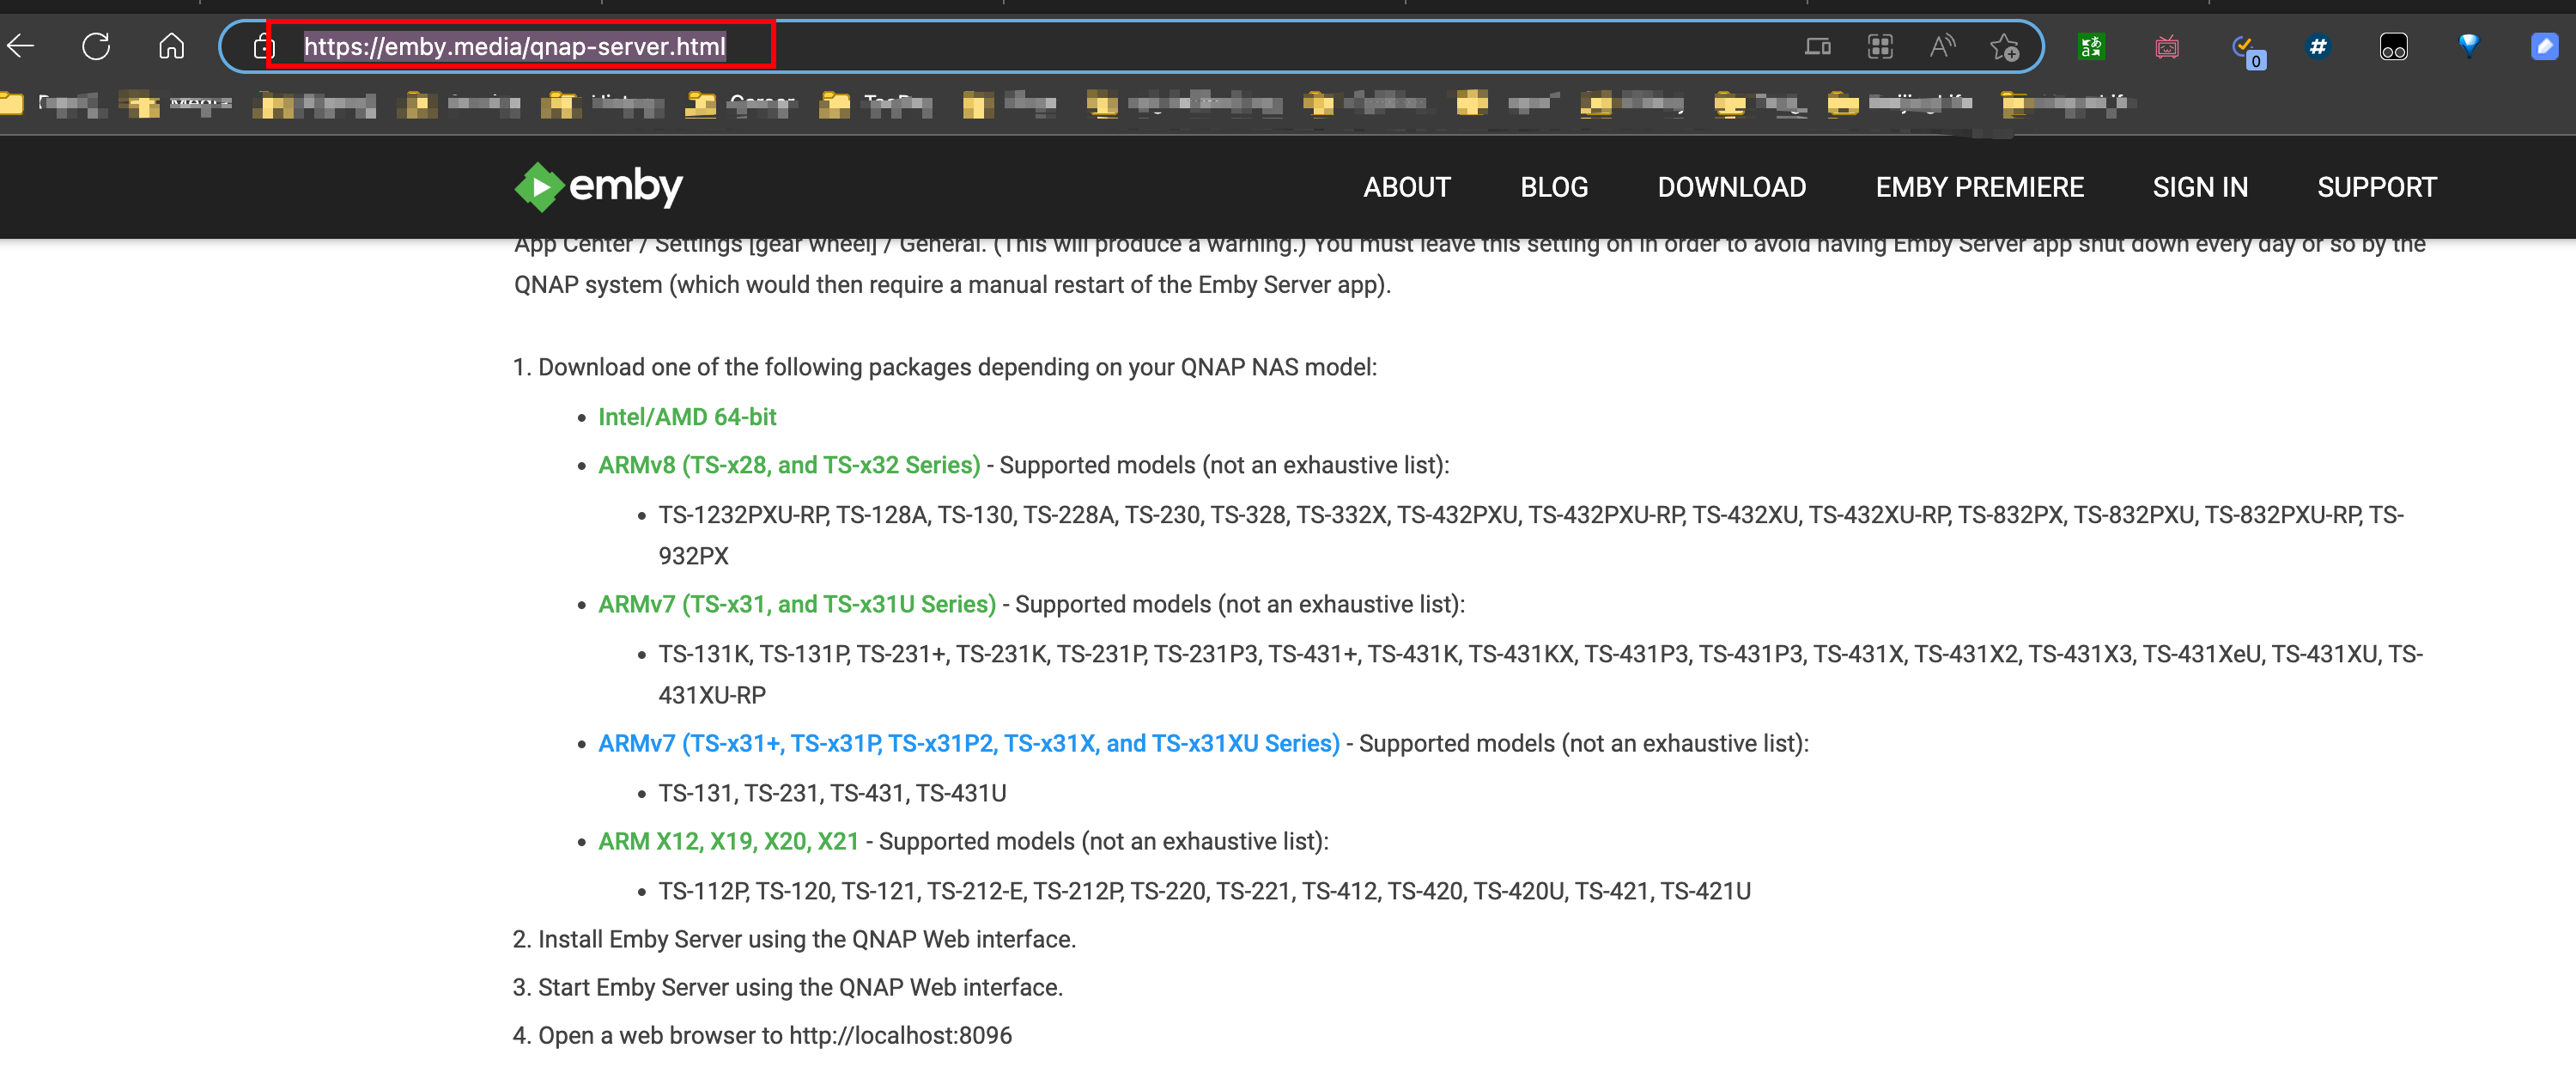 https://emby.media/qnap-server.html
0
emby
ABOUT BLOG DOWNLOAD EMBY PREMIERE SIGN IN SUPPORT
App Center / Settings [gear wheel] / General. (This will produce a warning.) You must leave this setting on in order to avoid having Emby Server app shut down every day or so by the
QNAP system (which would then require a manual restart of the Emby Server app).
1. Download one of the following packages depending on your QNAP NAS model:
• Intel/AMD 64-bit
• ARMv8 (TS-x28, and TS-x32 Series) - Supported models (not an exhaustive list):
• TS-1232PXU-RP, TS-128A, TS-130, TS-228A, TS-230, TS-328, TS-332X, TS-432PXU, TS-432PXU-RP, TS-432XU, TS-432XU-RP, TS-832PX, TS-832PXU, TS-832PXU-RP, TS-
932PX
• ARMv7 (TS-x31, and TS-x31U Series) - Supported models (not an exhaustive list):
• TS-131K, TS-131P, TS-231+, TS-231K, TS-231P, TS-231P3, TS-431+, TS-431K, TS-431KX, TS-431P3, TS-431P3, TS-431X, TS-431X2, TS-431X3, TS-431XeU, TS-431XU, TS-
431XU-RP
• ARMv7 (TS-x31+, TS-x31P, TS-x31P2, TS-x31X, and TS-x31XU Series) - Supported models (not an exhaustive list):
• TS-131, TS-231, TS-431, TS-431U
• ARM X12, X19, X20, X21 - Supported models (not an exhaustive list):
• TS-112P, TS-120, TS-121, TS-212-E, TS-212P, TS-220, TS-221, TS-412, TS-420, TS-420U, TS-421, TS-421U
2. Install Emby Server using the QNAP Web interface.
3. Start Emby Server using the QNAP Web interface.
4. Open a web browser to http://localhost:8096